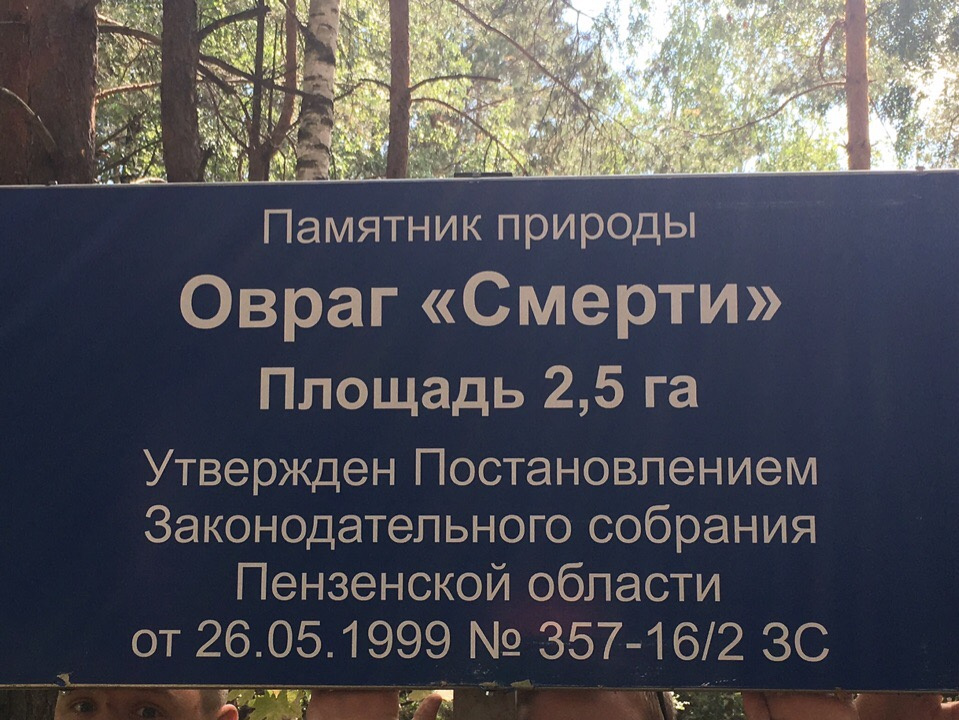 Памятник природы
Овраг «Смерти»
Площадь 2,5 га
Утвержден Постановлением
Законодательного собрания
Пензенской области
от 26.05.1999 № 357-16/2 ЗС